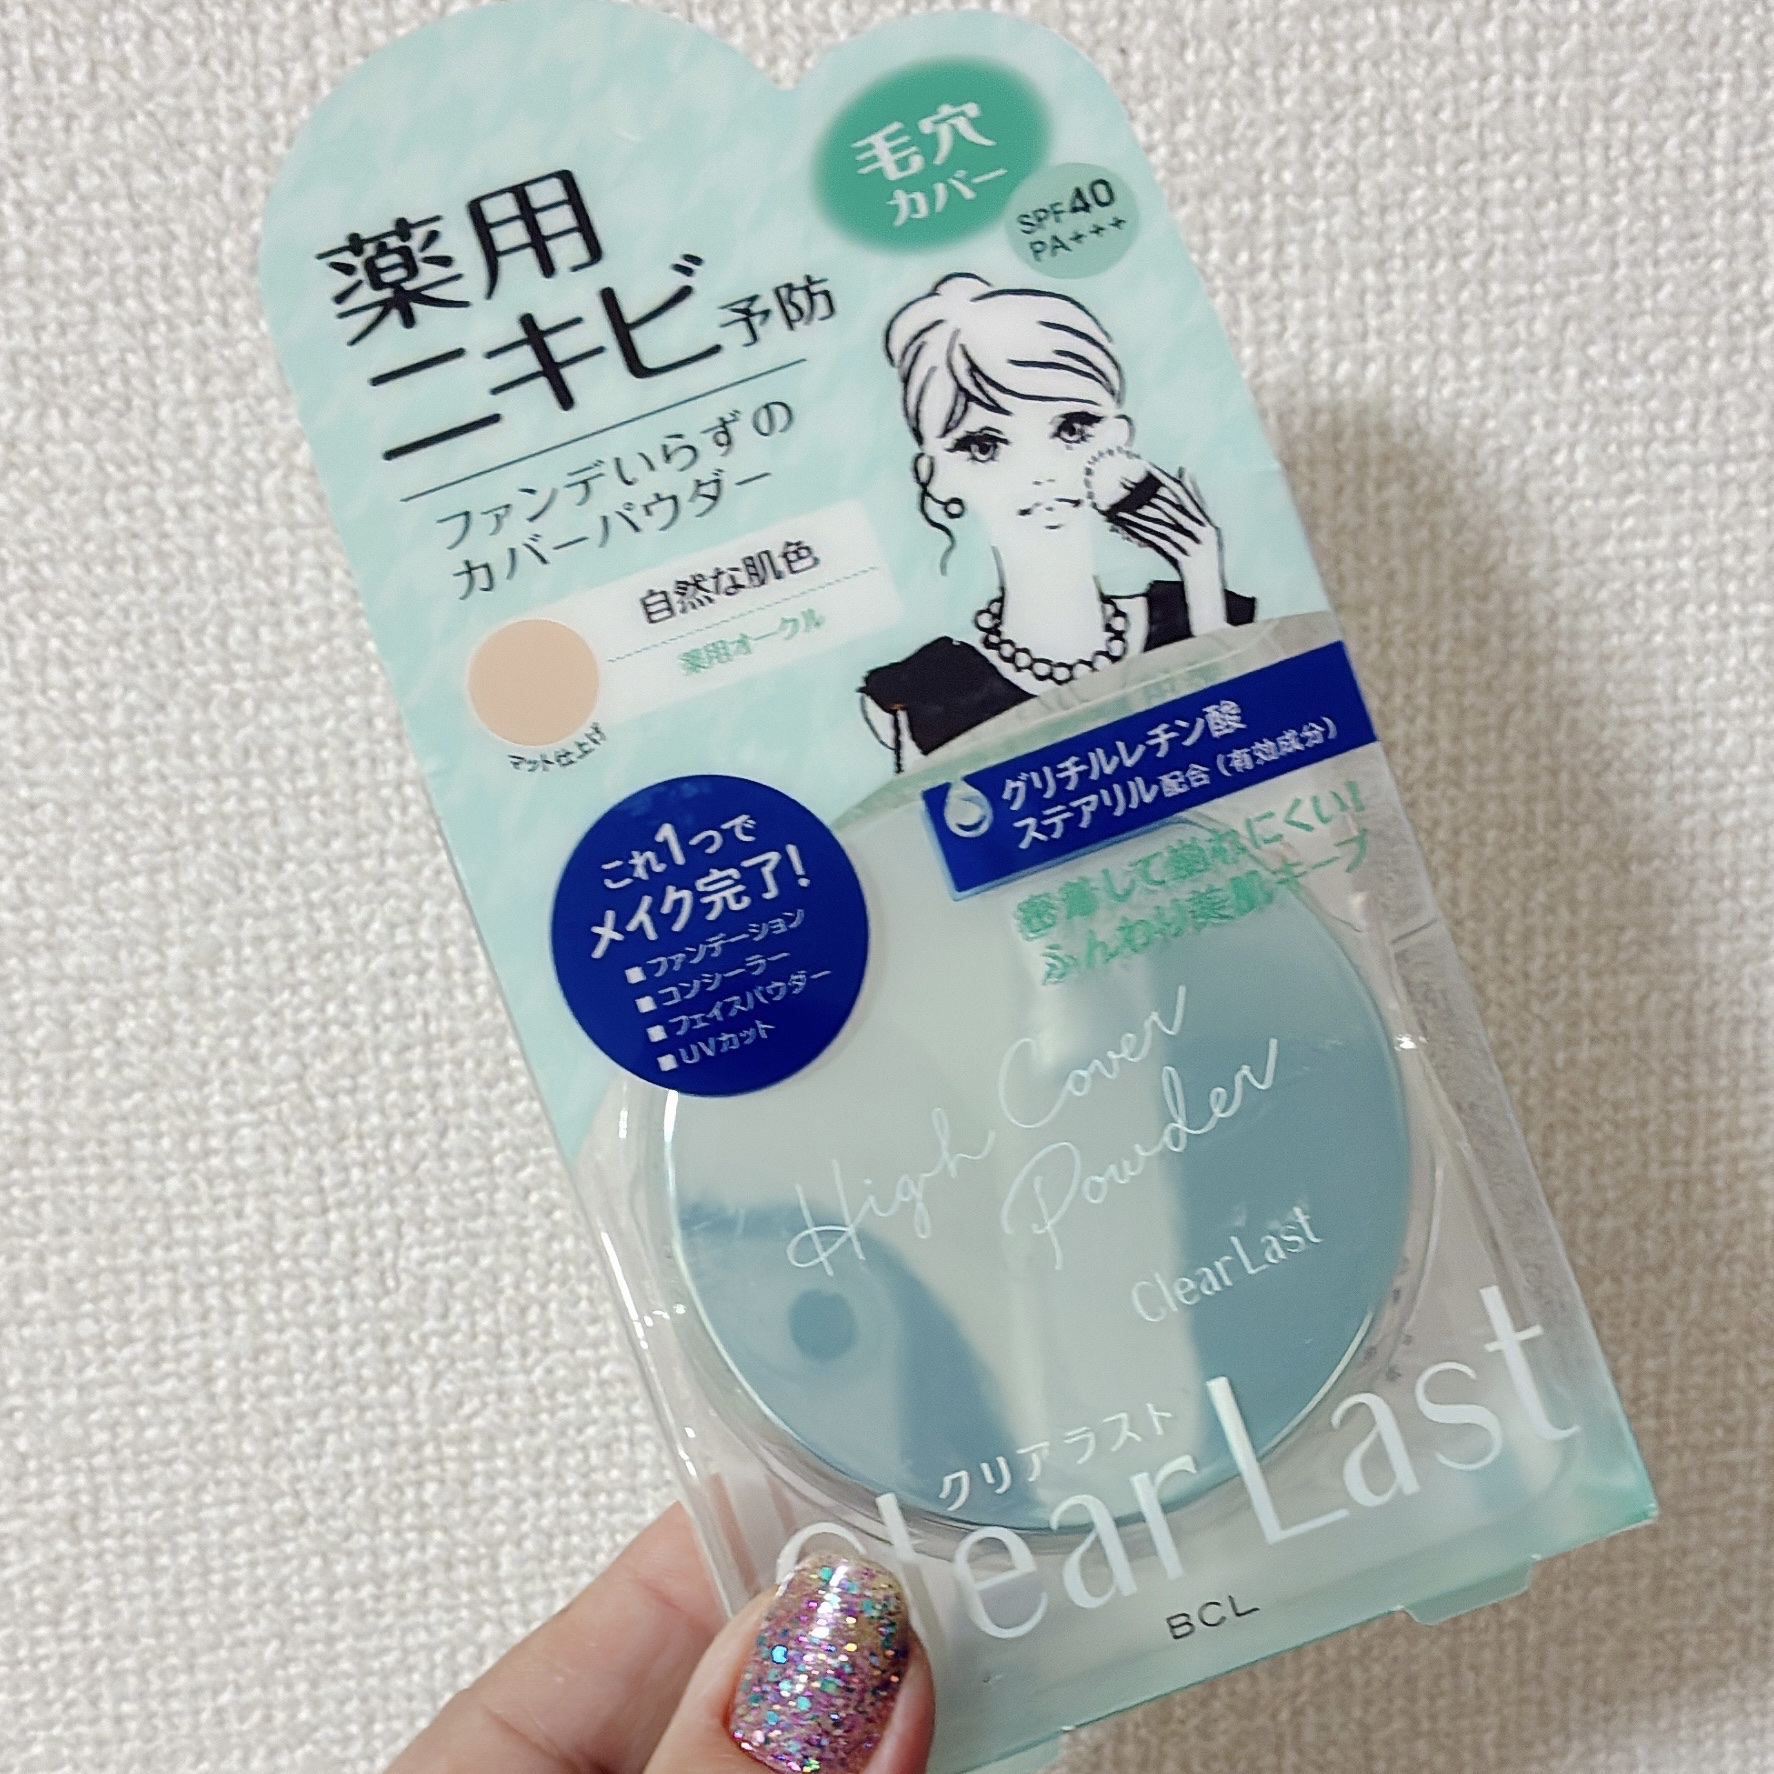 毛穴
カバー
SPF40
PA+++
薬用
ニキビ予防
ファンデいらずの
カバーパウダー
自然な肌色
薬用オークル
マット仕上げ
グリチルレチン酸
ステアリル配合(有効成分)
密着して崩れにくい!
ふんわり美肌キープ
これ1つで
メイク完了!
■ファンデーション
■コンシーラー
■フェイスパウダー
■UVカット
High Cover
Powder
ClearLast
クリアラスト
Clear Last
BCL